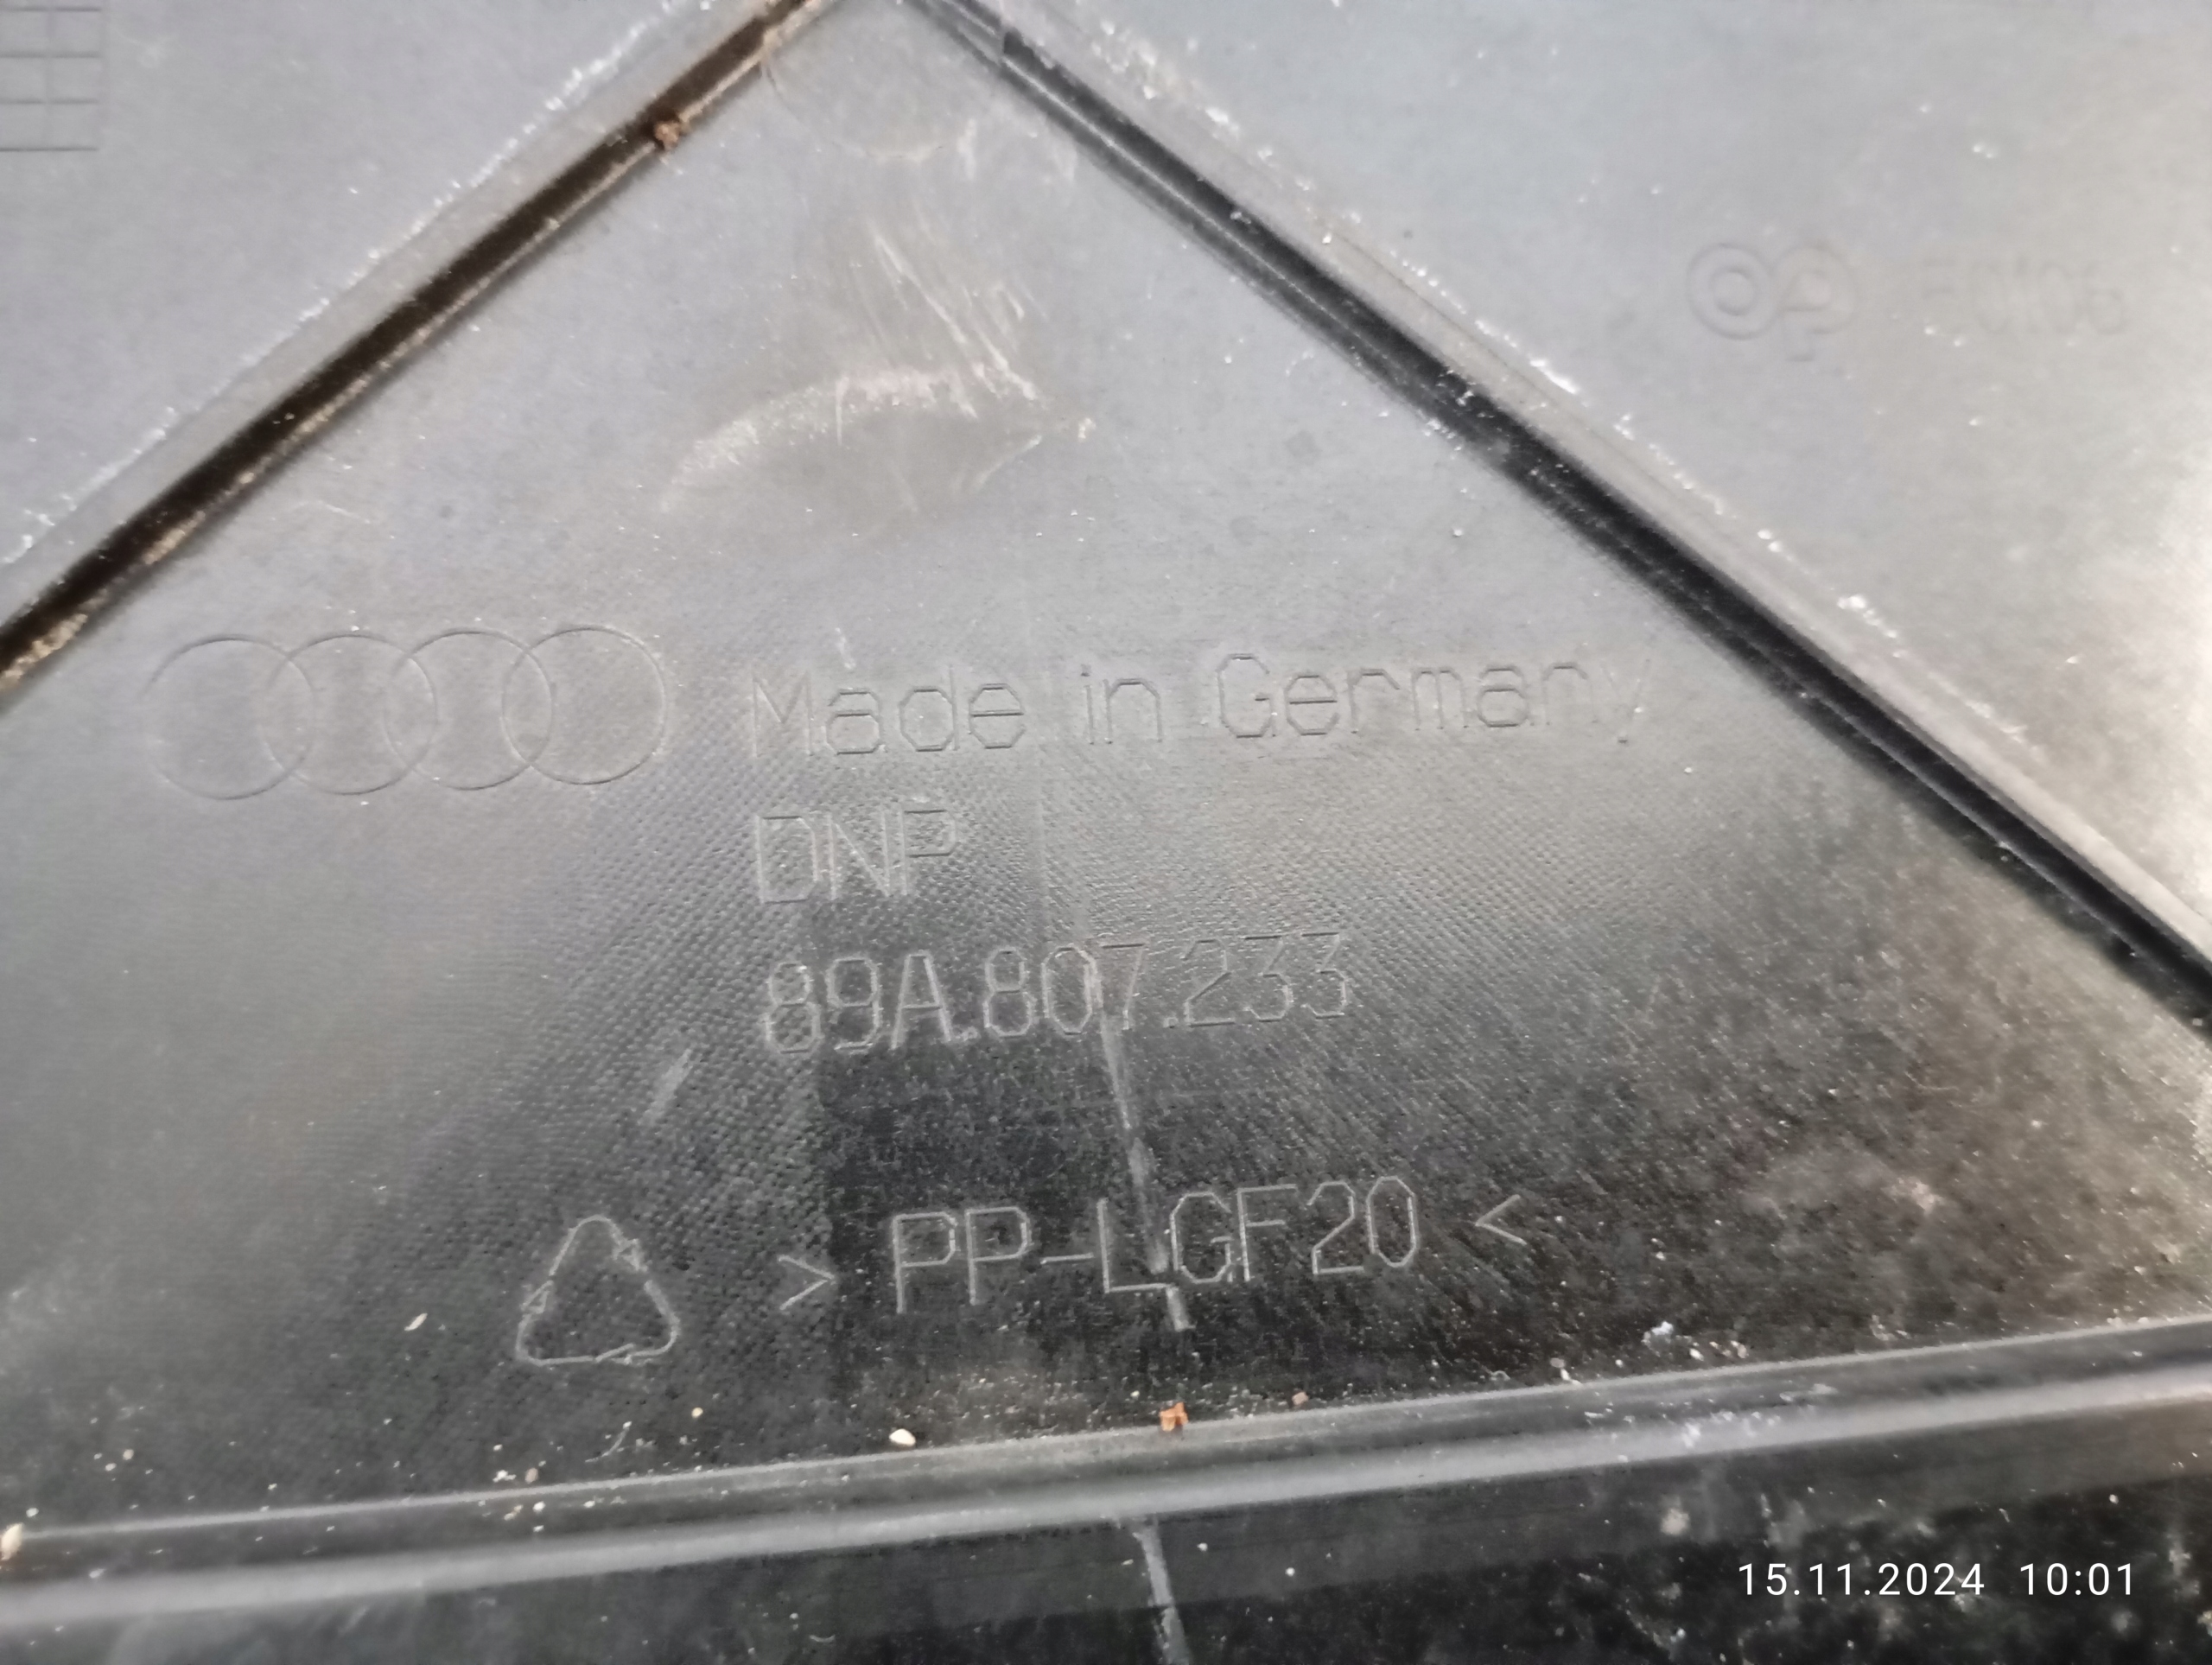 Made in Germany
DNP
89A.807.233
> PP-LGF20 <
15.11.2024 10:01